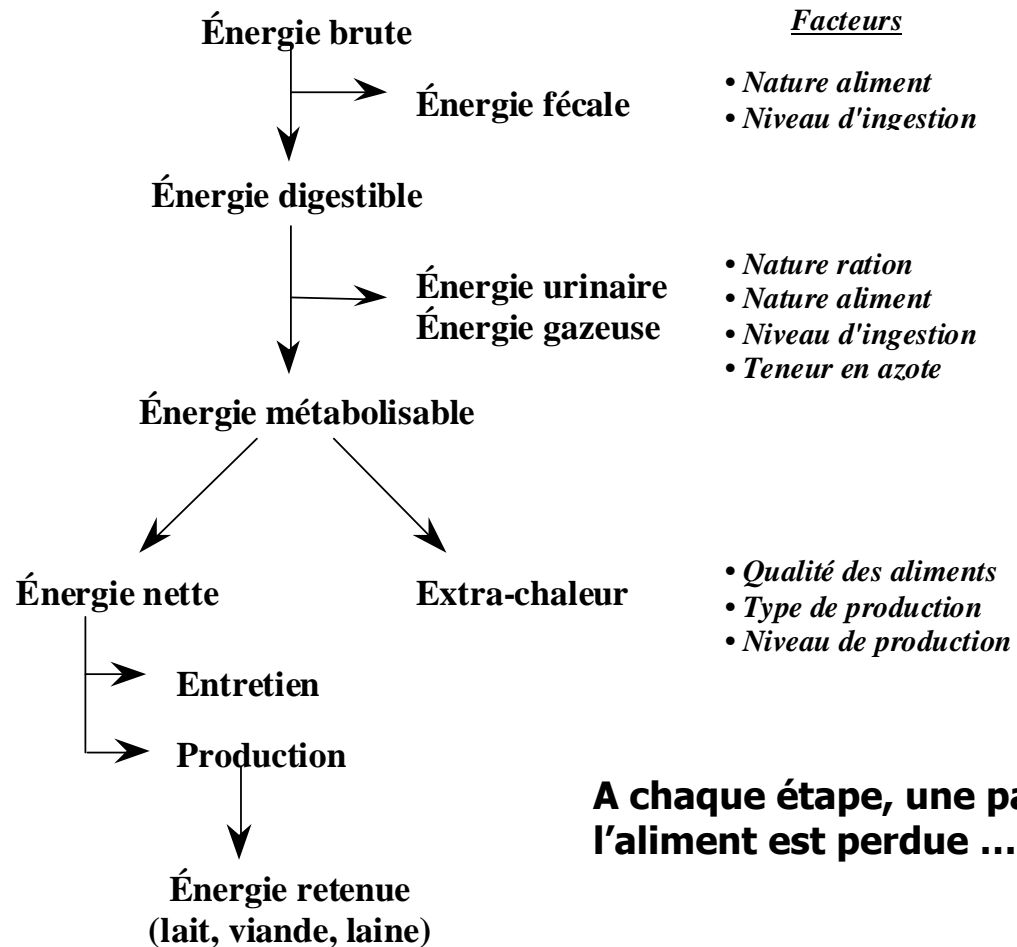 Énergie brute
Facteurs
Énergie fécale
• Nature aliment
• Niveau d'ingestion
Énergie digestible
Énergie urinaire
Énergie gazeuse
• Nature ration
• Nature aliment
• Niveau d'ingestion
• Teneur en azote
Énergie métabolisable
Énergie nette
Extra-chaleur
• Qualité des aliments
• Type de production
• Niveau de production
Entretien
Production
A chaque étape, une pa
l’aliment est perdue …
Énergie retenue
(lait, viande, laine)